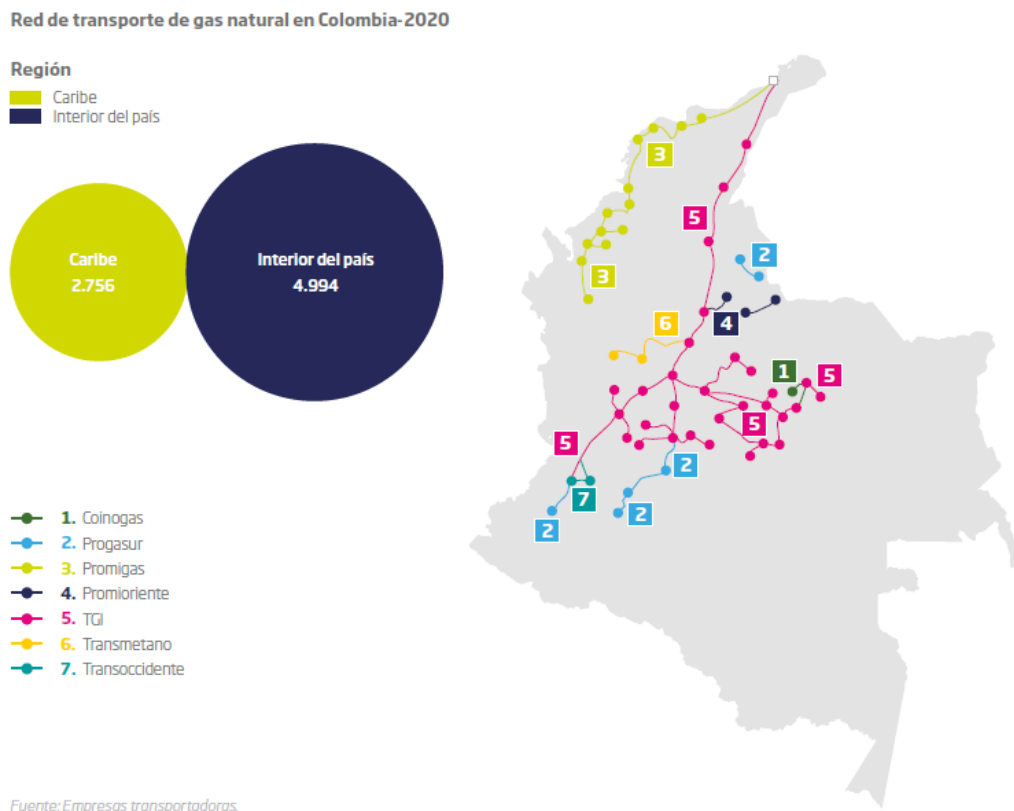 Red de transporte de gas natural en Colombia-2020
Región
Caribe
Interior del país
Caribe
2.756
Interior del país
4.994
3
5
2
3
4
6
1
5
5
5
2
7
2
2
1. Coinogas
2. Progasur
3. Promigas
4. Promioriente
5. TGI
6. Transmetano
7. Transoccidente
Fuente: Empresas transportadoras.